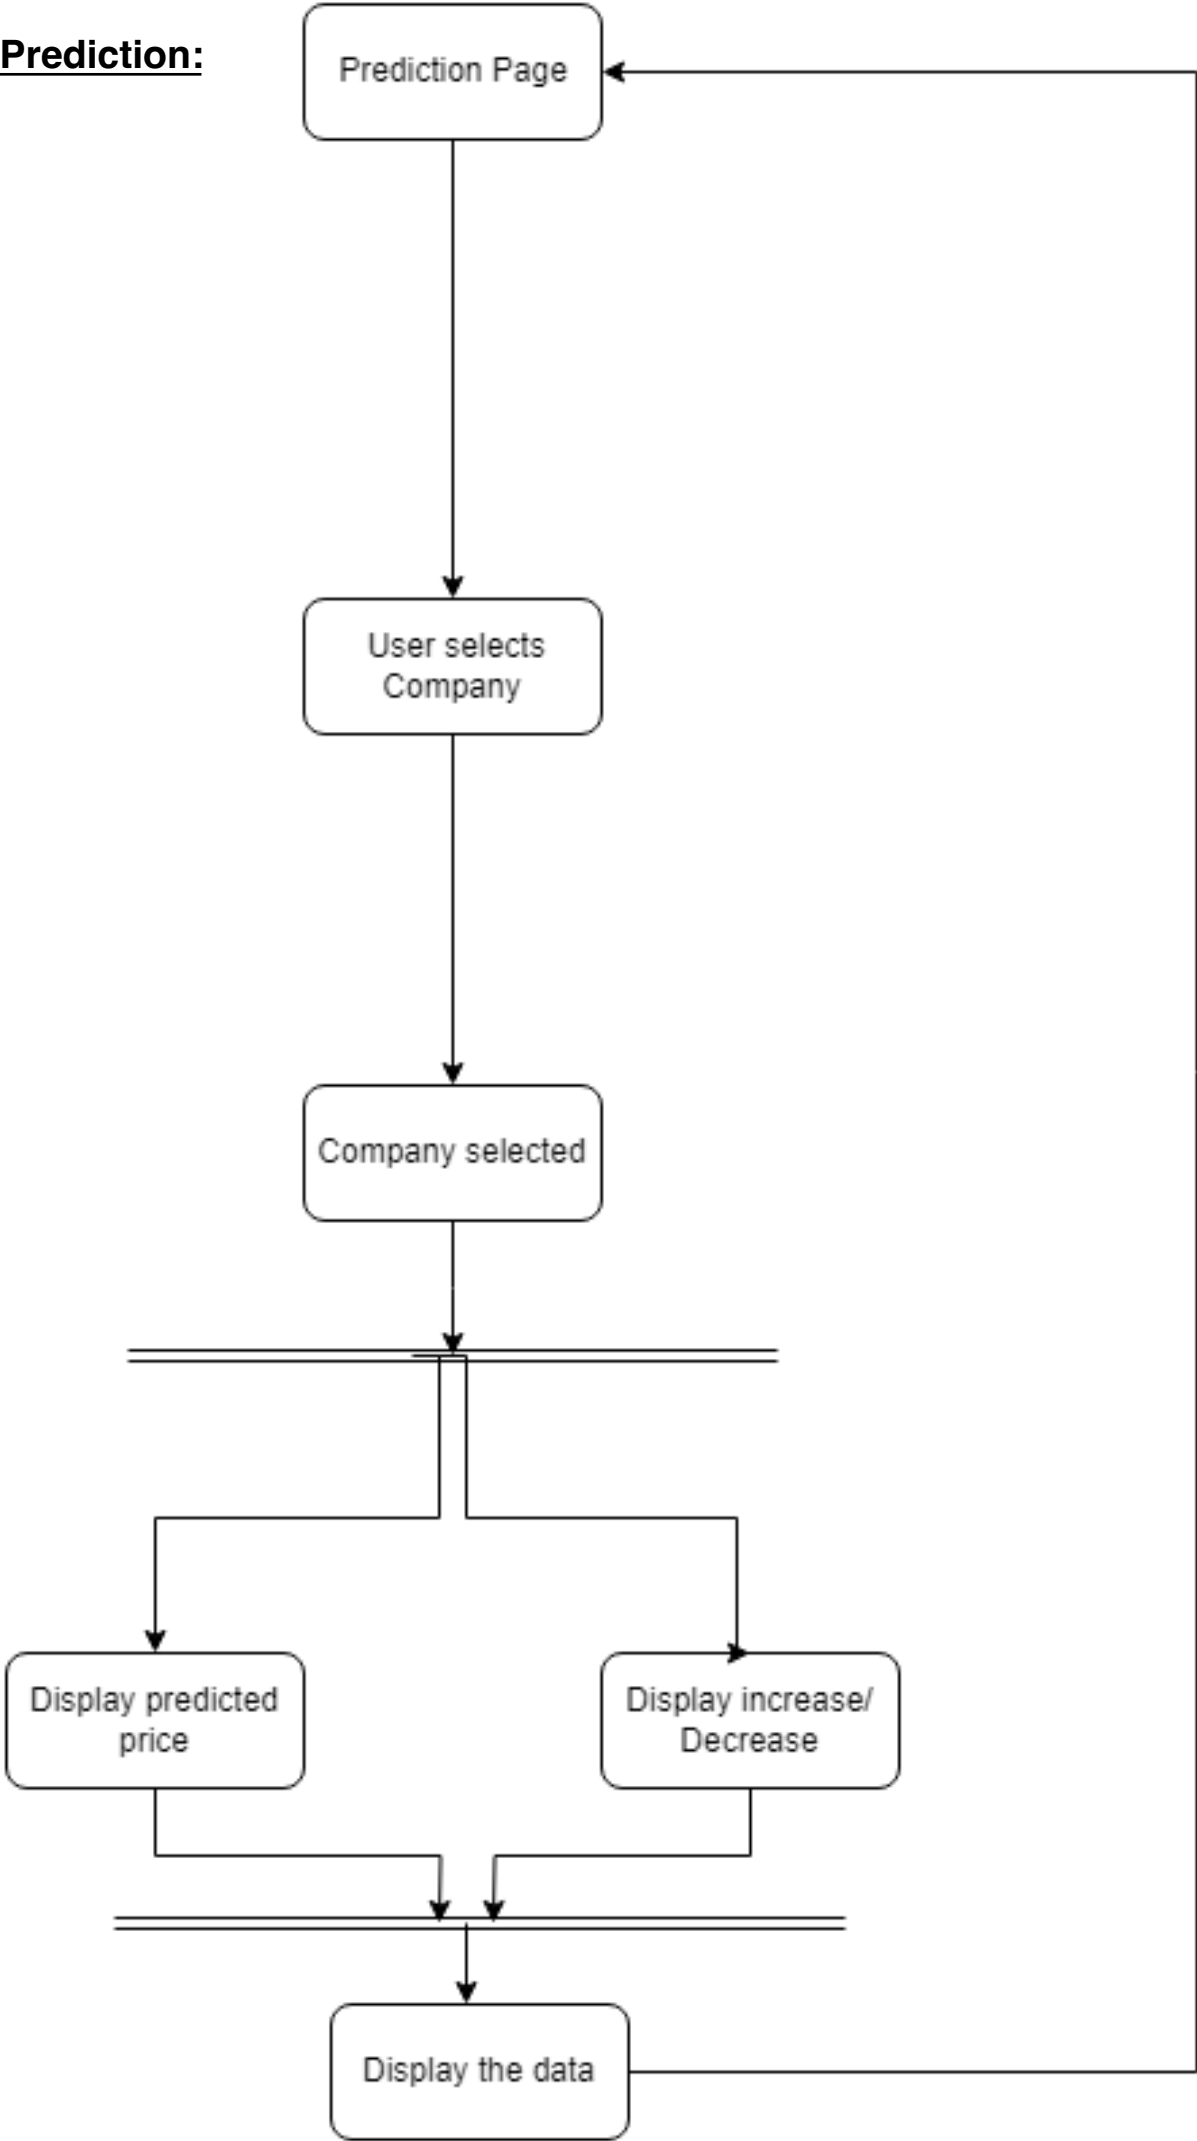 Prediction:
Prediction Page
User selects
Company
Company selected
Display predicted
price
Display increase/
Decrease
Display the data